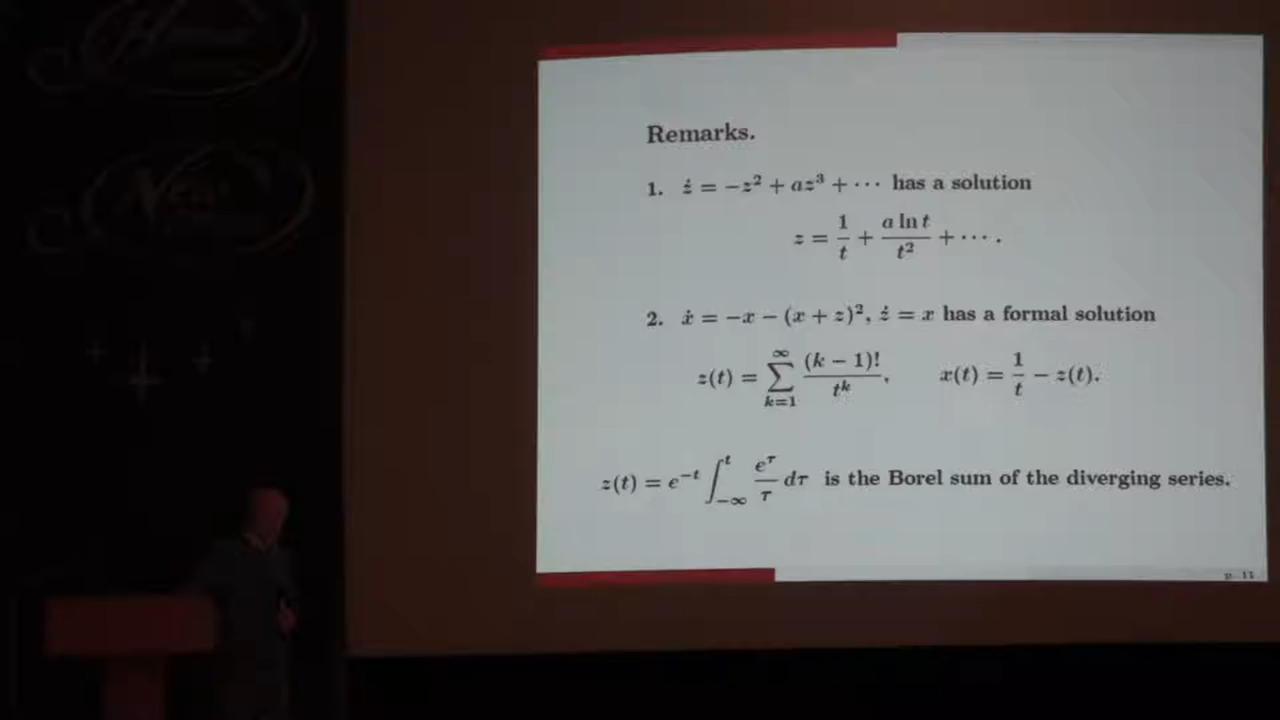 Remarks.
1. ż = −z² + az³ + ··· has a solution
z = 1/t + a ln t/t² + ··· .
2. ẋ = −x − (x + z)², ż = x has a formal solution
z(t) = ∑_{k=1}^{∞} (k − 1)!/t^k, x(t) = 1/t − z(t).
z(t) = e^{−t} ∫_{−∞}^{t} e^τ/τ dτ is the Borel sum of the diverging series.
p. 11